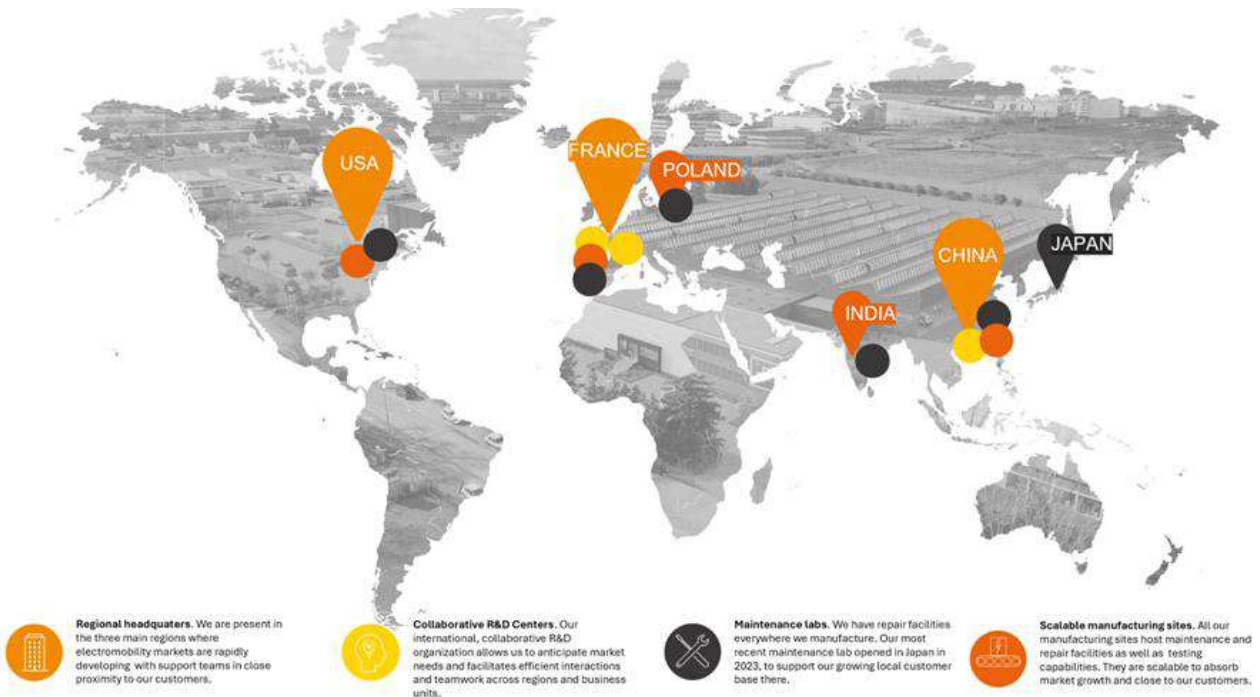 USA
FRANCE
POLAND
CHINA
JAPAN
INDIA
Regional headquaters. We are present in
the three main regions where
electromobility markets are rapidly
developing with support teams in close
proximity to our customers.
Collaborative R&D Centers. Our
international, collaborative R&D
organization allows us to anticipate market
needs and facilitates efficient interactions
and teamwork across regions and business
units.
Maintenance labs. We have repair facilities
everywhere we manufacture. Our most
recent maintenance lab opened in Japan in
2023, to support our growing local customer
base there.
Scalable manufacturing sites. All our
manufacturing sites host maintenance and
repair facilities as well as testing
capabilities. They are scalable to absorb
market growth and close to our customers.